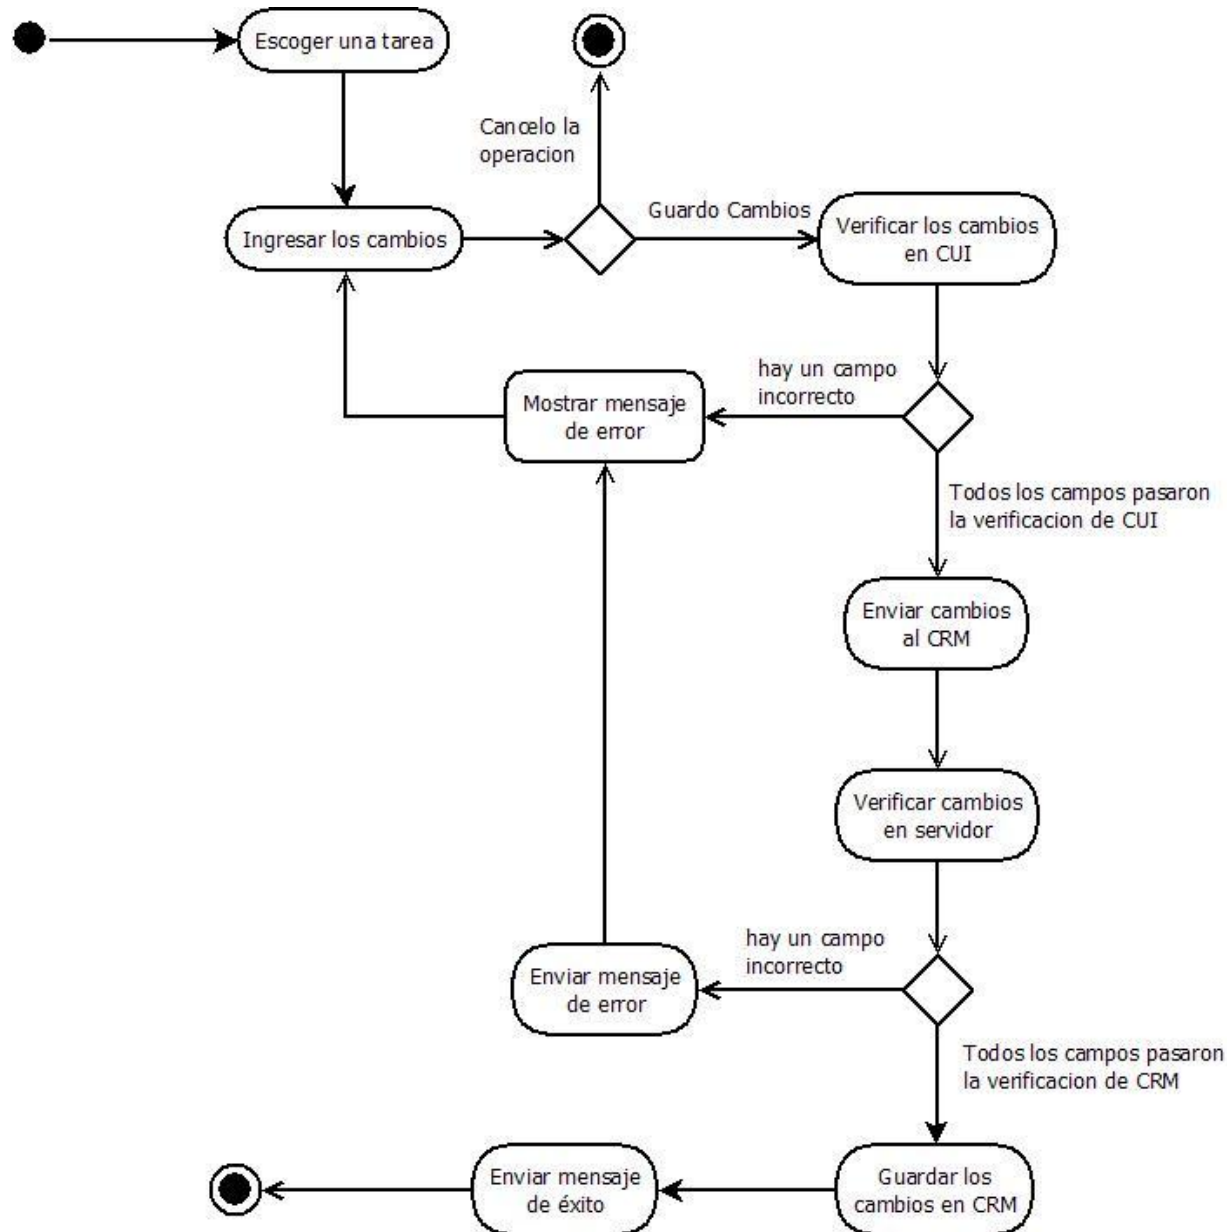 Escoger una tarea
Cancelo la
operacion
Guardo Cambios
Ingresar los cambios
Verificar los cambios
en CUI
hay un campo
incorrecto
Mostrar mensaje
de error
Todos los campos pasaron
la verificacion de CUI
Enviar cambios
al CRM
Verificar cambios
en servidor
hay un campo
incorrecto
Enviar mensaje
de error
Todos los campos pasaron
la verificacion de CRM
Enviar mensaje
de éxito
Guardar los
cambios en CRM